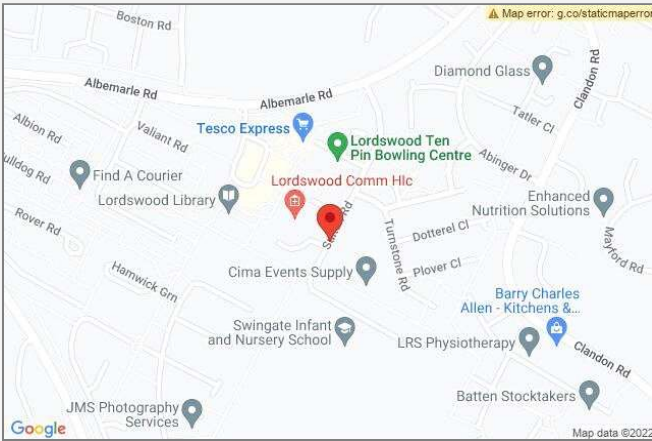 Boston Rd
Map error: g.co/staticmaperror
Albemarle Rd
Albemarle Rd
Diamond Glass
Clandon Rd
Tatler Cl
Albion Rd
Valiant Rd
Tesco Express
Lordswood Ten
Pin Bowling Centre
Abinger Dr
ulldog Rd
Find A Courier
Lordswood Library
Lordswood Comm Hlc
Enhanced
Nutrition Solutions
Rover Rd
Rd
Turnstone Rd
Dotterel Cl
Mayford Rd
Hamwick Grn
Cima Events Supply
Plover Cl
Barry Charles
Allen - Kitchens &...
Swingate Infant
and Nursery School
LRS Physiotherapy
Clandon Rd
Batten Stocktakers
JMS Photography
Services
Google
Map data ©2022